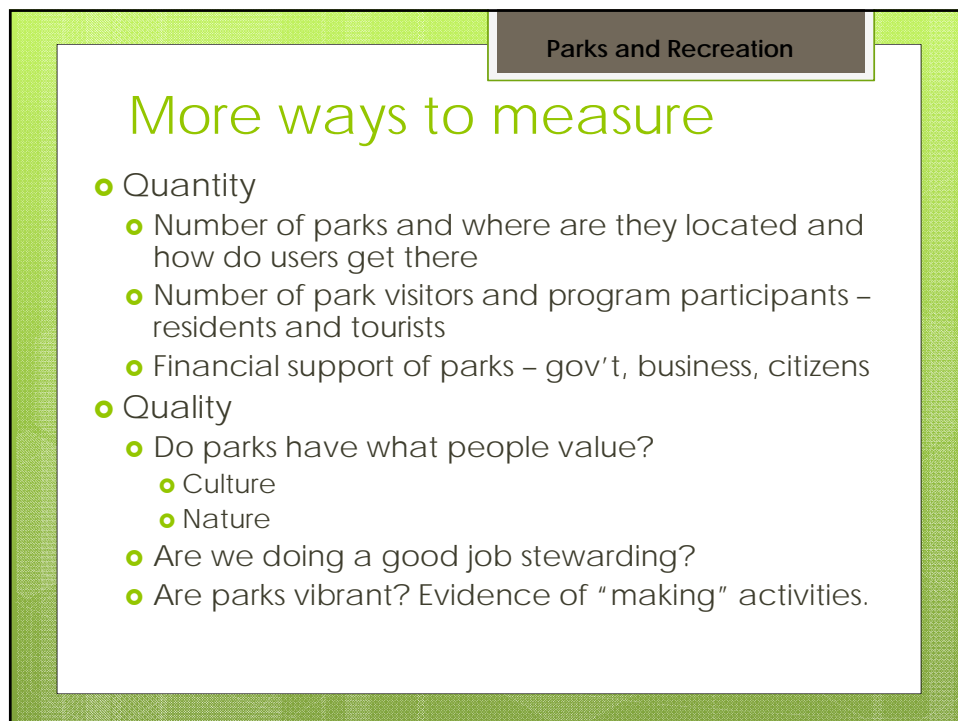 Parks and Recreation
More ways to measure
Quantity
Number of parks and where are they located and
how do users get there
Number of park visitors and program participants –
residents and tourists
Financial support of parks – gov't, business, citizens
Quality
Do parks have what people value?
Culture
Nature
Are we doing a good job stewarding?
Are parks vibrant? Evidence of "making" activities.